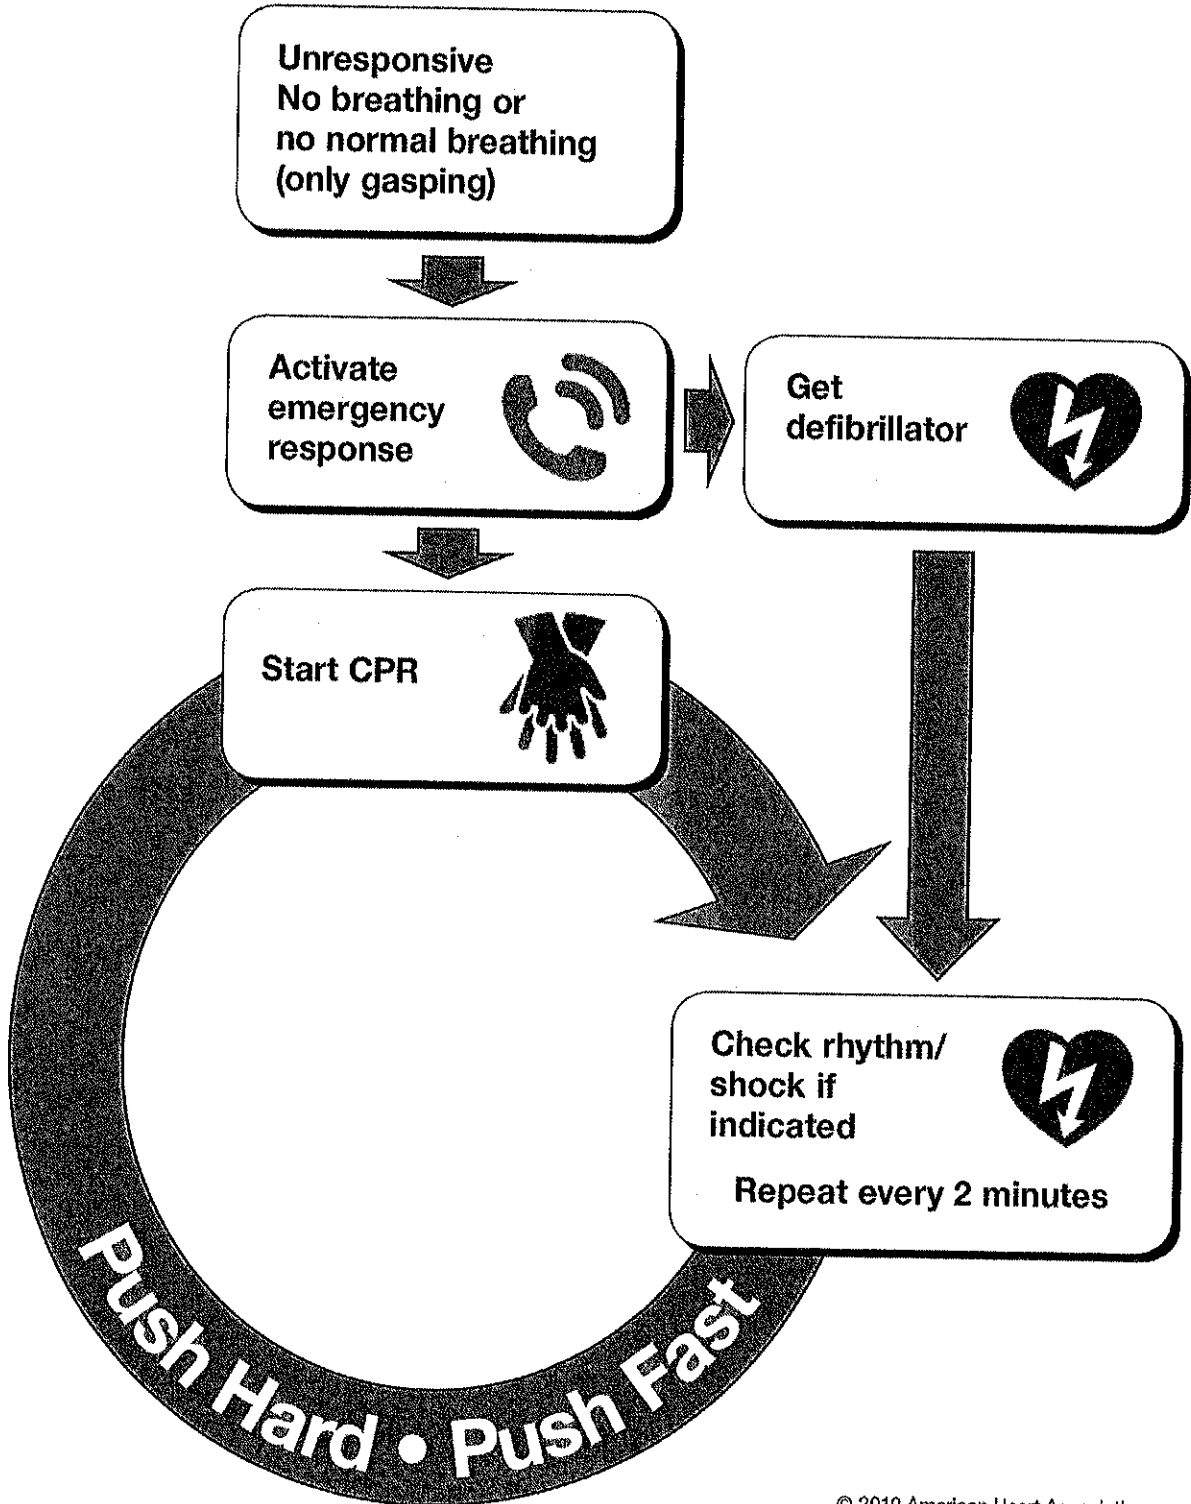 Unresponsive
No breathing or
no normal breathing
(only gasping)
Activate
emergency
response
Get
defibrillator
Start CPR
Check rhythm/
shock if
indicated
Repeat every 2 minutes
Push Hard • Push Fast
© 2010 American Heart